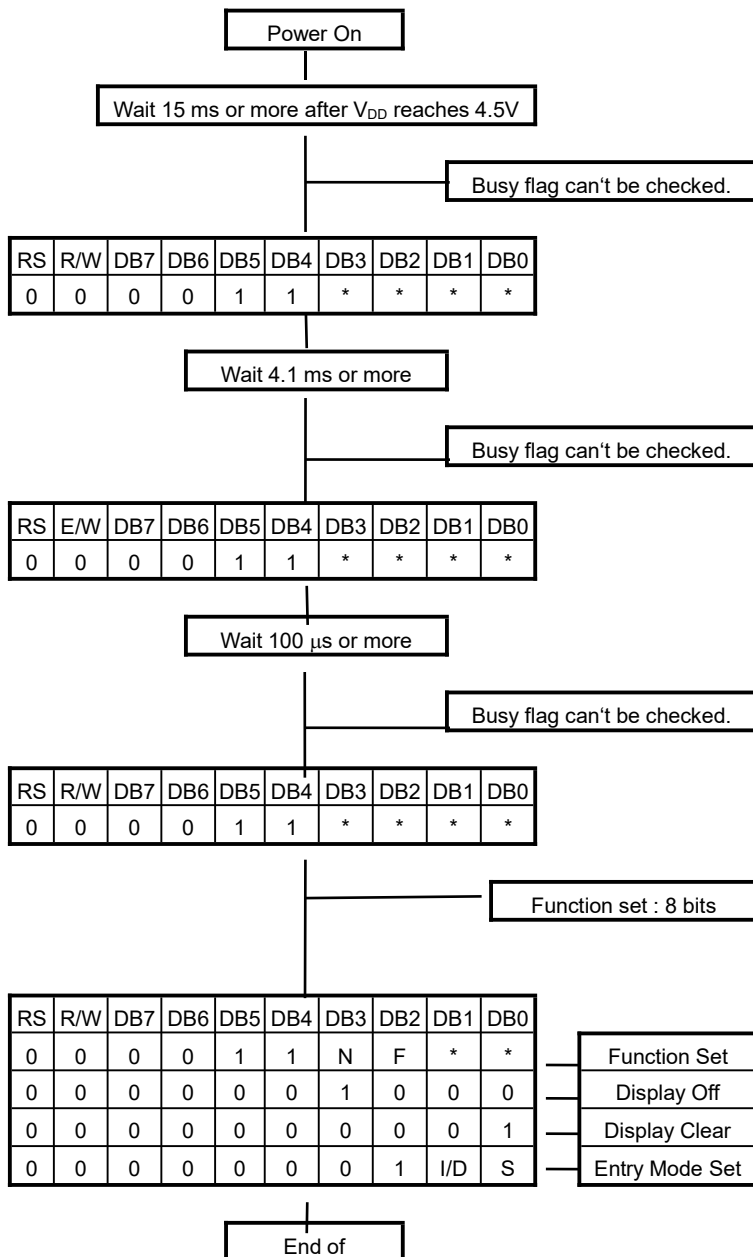 Power On
Wait 15 ms or more after VDD reaches 4.5V
Busy flag can‘t be checked.
RS R/W DB7 DB6 DB5 DB4 DB3 DB2 DB1 DB0
0 0 0 0 1 1 * * * *
Wait 4.1 ms or more
Busy flag can‘t be checked.
RS E/W DB7 DB6 DB5 DB4 DB3 DB2 DB1 DB0
0 0 0 0 1 1 * * * *
Wait 100 μs or more
Busy flag can‘t be checked.
RS R/W DB7 DB6 DB5 DB4 DB3 DB2 DB1 DB0
0 0 0 0 1 1 * * * *
Function set : 8 bits
RS R/W DB7 DB6 DB5 DB4 DB3 DB2 DB1 DB0
0 0 0 0 1 1 N F * * Function Set
0 0 0 0 0 0 1 0 0 0 Display Off
0 0 0 0 0 0 0 0 0 1 Display Clear
0 0 0 0 0 0 0 1 I/D S Entry Mode Set
End of